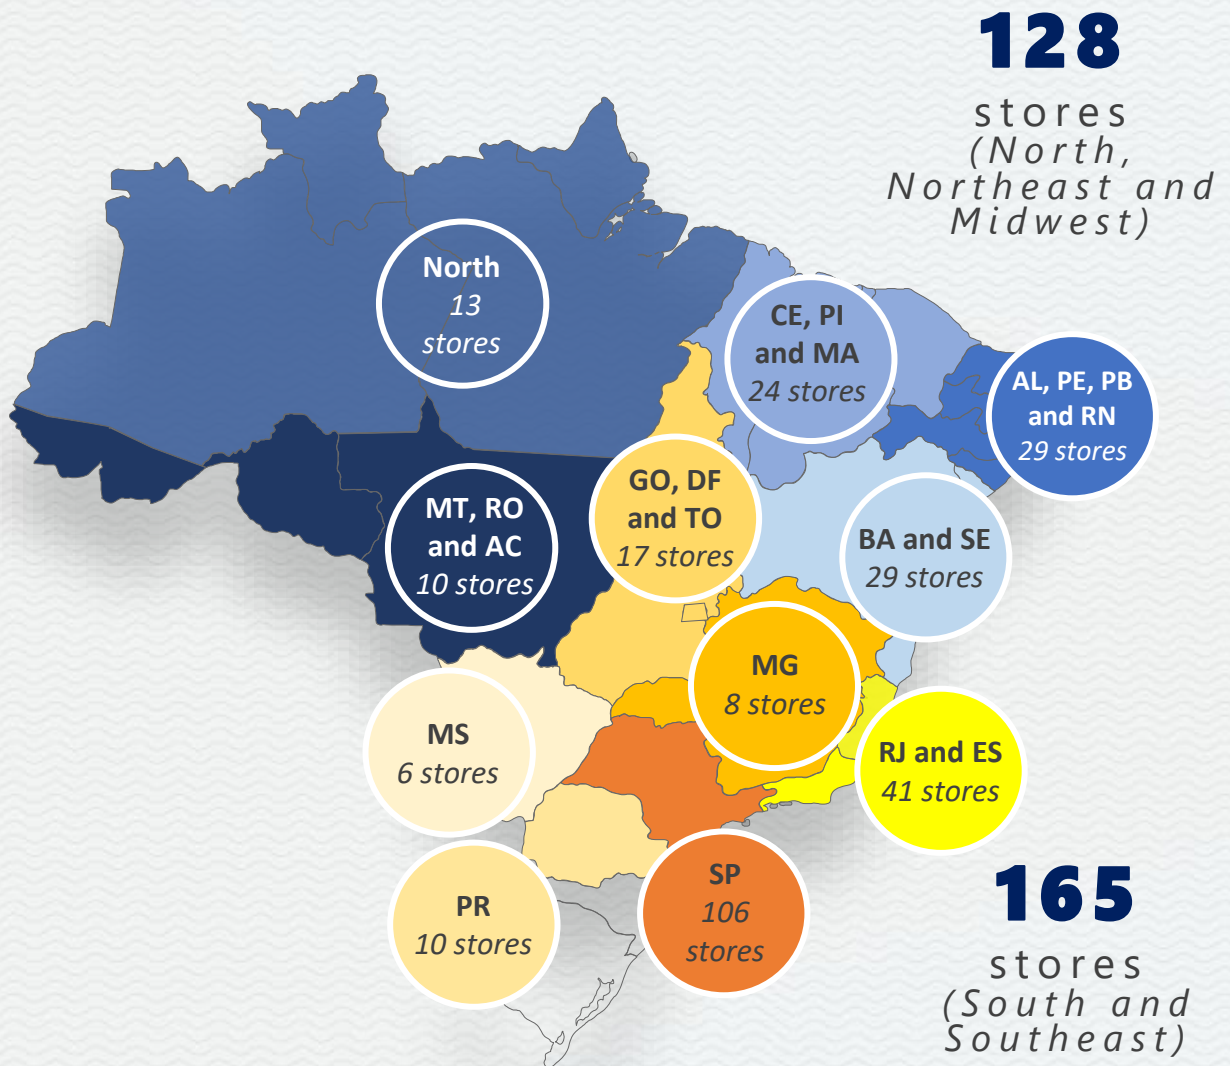 128
stores
(North,
Northeast and
Midwest)
North
13
stores
CE, PI
and MA
24 stores
AL, PE, PB
and RN
29 stores
MT, RO
and AC
10 stores
GO, DF
and TO
17 stores
BA and SE
29 stores
MG
8 stores
MS
6 stores
RJ and ES
41 stores
PR
10 stores
SP
106
stores
165
stores
(South and
Southeast)